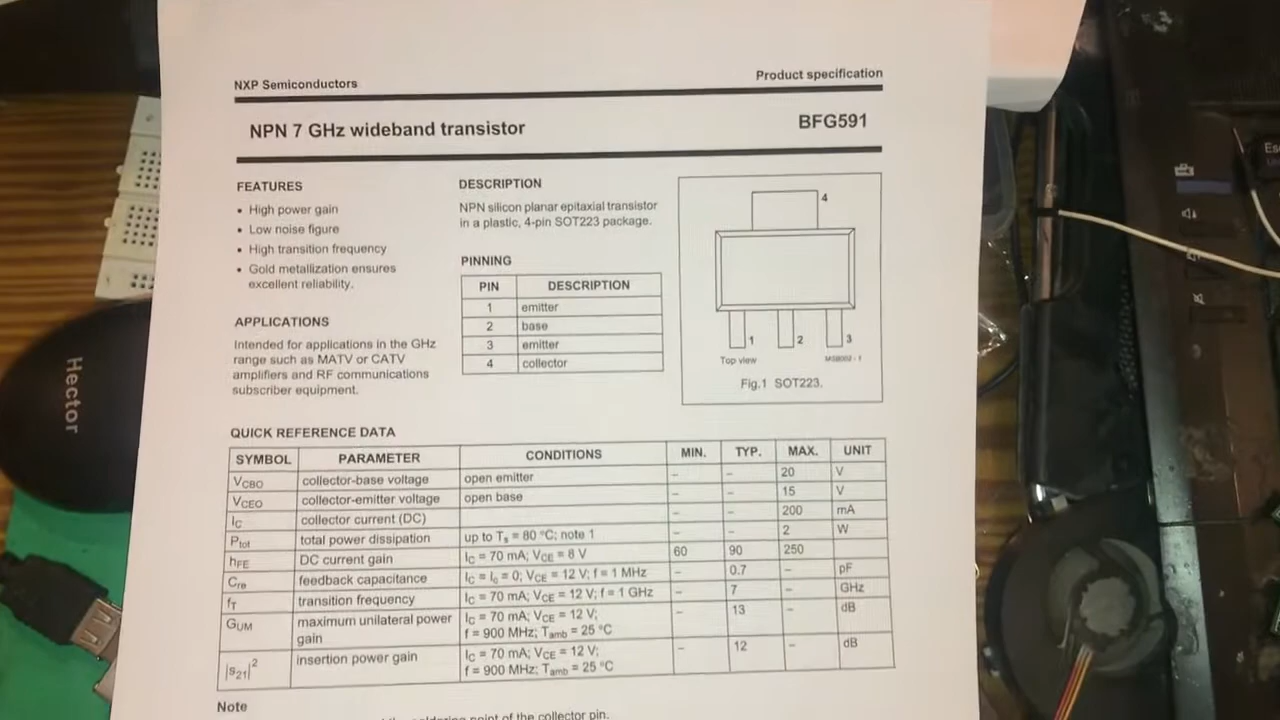 NXP Semiconductors
Product specification
NPN 7 GHz wideband transistor
BFG591
FEATURES
• High power gain
• Low noise figure
• High transition frequency
• Gold metallization ensures
excellent reliability.
APPLICATIONS
Intended for applications in the GHz
range such as MATV or CATV
amplifiers and RF communications
subscriber equipment.
DESCRIPTION
NPN silicon planar epitaxial transistor
in a plastic, 4-pin SOT223 package.
PINNING
PIN DESCRIPTION
1 emitter
2 base
3 emitter
4 collector
4
1 2 3
Top view
Fig.1 SOT223.
QUICK REFERENCE DATA
SYMBOL PARAMETER CONDITIONS MIN. TYP. MAX. UNIT
VCBO collector-base voltage open emitter – – 20 V
VCEO collector-emitter voltage open base – – 15 V
IC collector current (DC) – – 200 mA
Ptot total power dissipation up to Ts = 80 °C; note 1 – – 2 W
hFE DC current gain IC = 70 mA; VCE = 8 V 60 90 250
Cre feedback capacitance IC = Ic = 0; VCE = 12 V; f = 1 MHz – 0.7 – pF
fT transition frequency IC = 70 mA; VCE = 12 V; f = 1 GHz – 7 – GHz
GUM maximum unilateral power IC = 70 mA; VCE = 12 V; – 13 – dB
gain f = 900 MHz; Tamb = 25 °C
|s21|² insertion power gain IC = 70 mA; VCE = 12 V; – 12 – dB
f = 900 MHz; Tamb = 25 °C
Note
soldering point of the collector pin.
Hector
Es